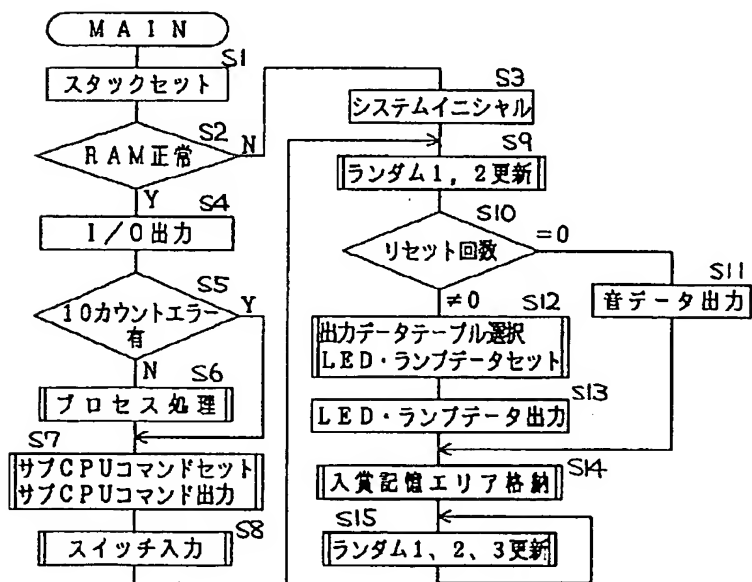 MAIN
S1
スタックセット
S2
RAM正常
N
Y
S4
I/O出力
S5
10カウントエラー
有
Y
N
S6
プロセス処理
S7
サブCPUコマンドセット
サブCPUコマンド出力
S8
スイッチ入力
S3
システムイニシャル
S9
ランダム1,2更新
S10
リセット回数
=0
S11
音データ出力
≠0
S12
出力データテーブル選択
LED・ランプデータセット
S13
LED・ランプデータ出力
S14
入賞記憶エリア格納
S15
ランダム1、2、3更新